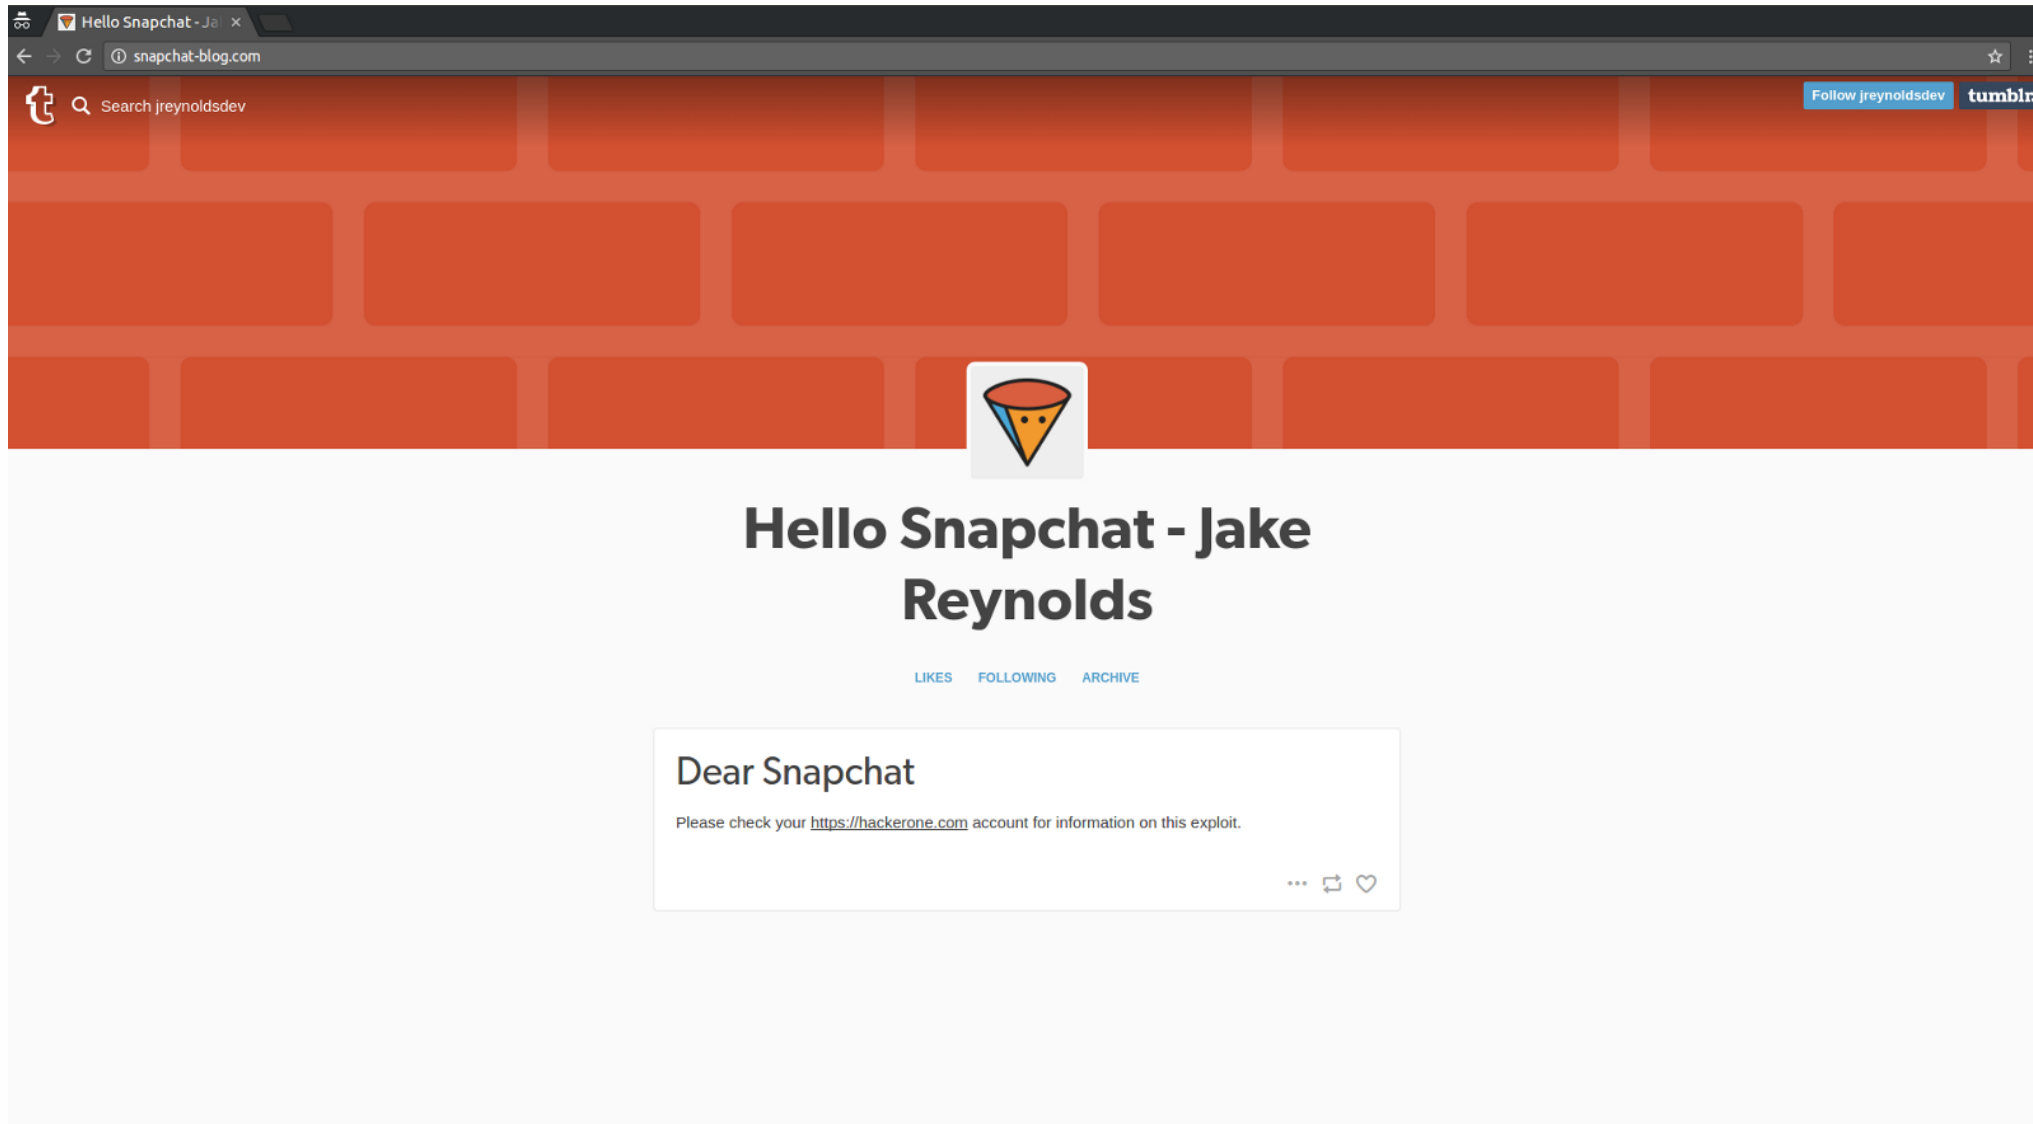 Hello Snapchat - Ja
snapchat-blog.com
Search jreynoldsdev
Follow jreynoldsdev
tumblr.
Hello Snapchat - Jake
Reynolds
LIKES FOLLOWING ARCHIVE
Dear Snapchat
Please check your https://hackerone.com account for information on this exploit.